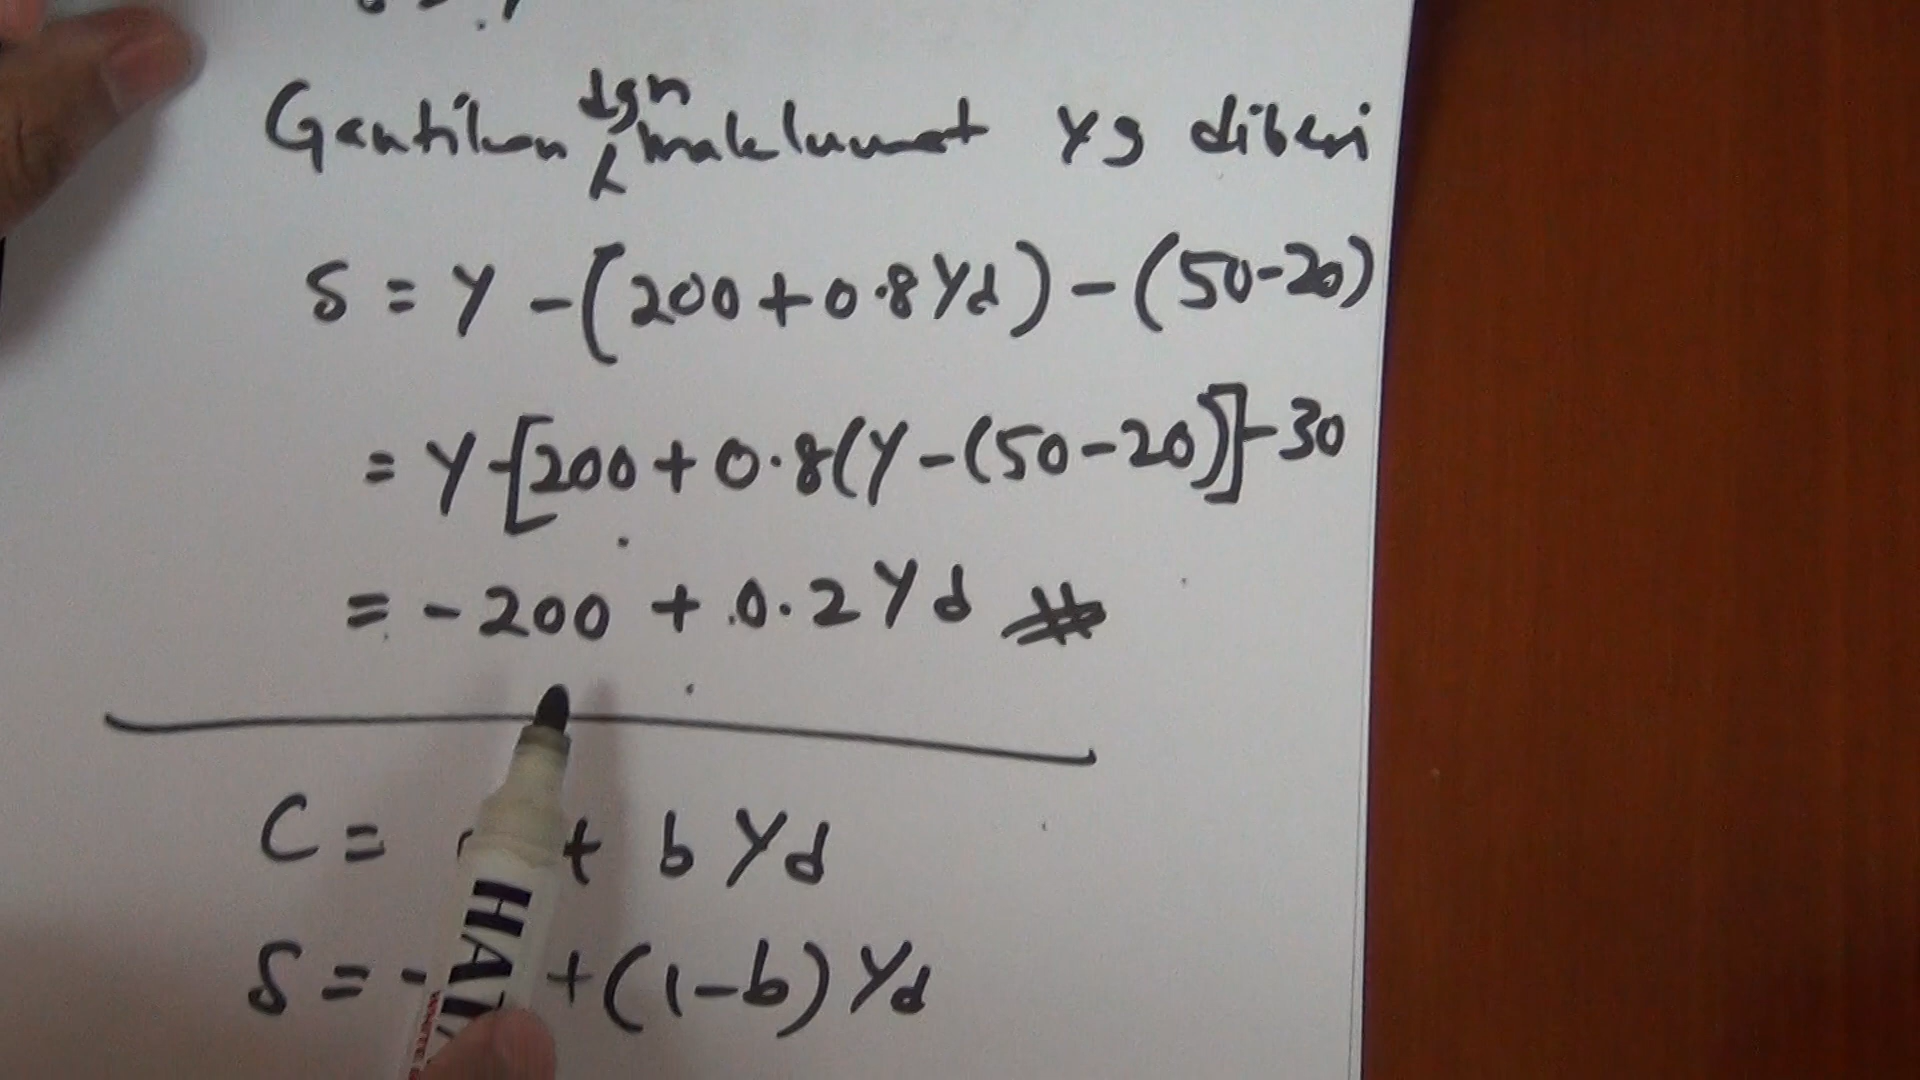 Gantikan dgn maklumat yg diberi
S = Y - (200 + 0.8Yd) - (50-20)
= Y - [200 + 0.8(Y - (50-20)] - 30
= -200 + 0.2Yd
C = + b Yd
S = - + (1-b) Yd